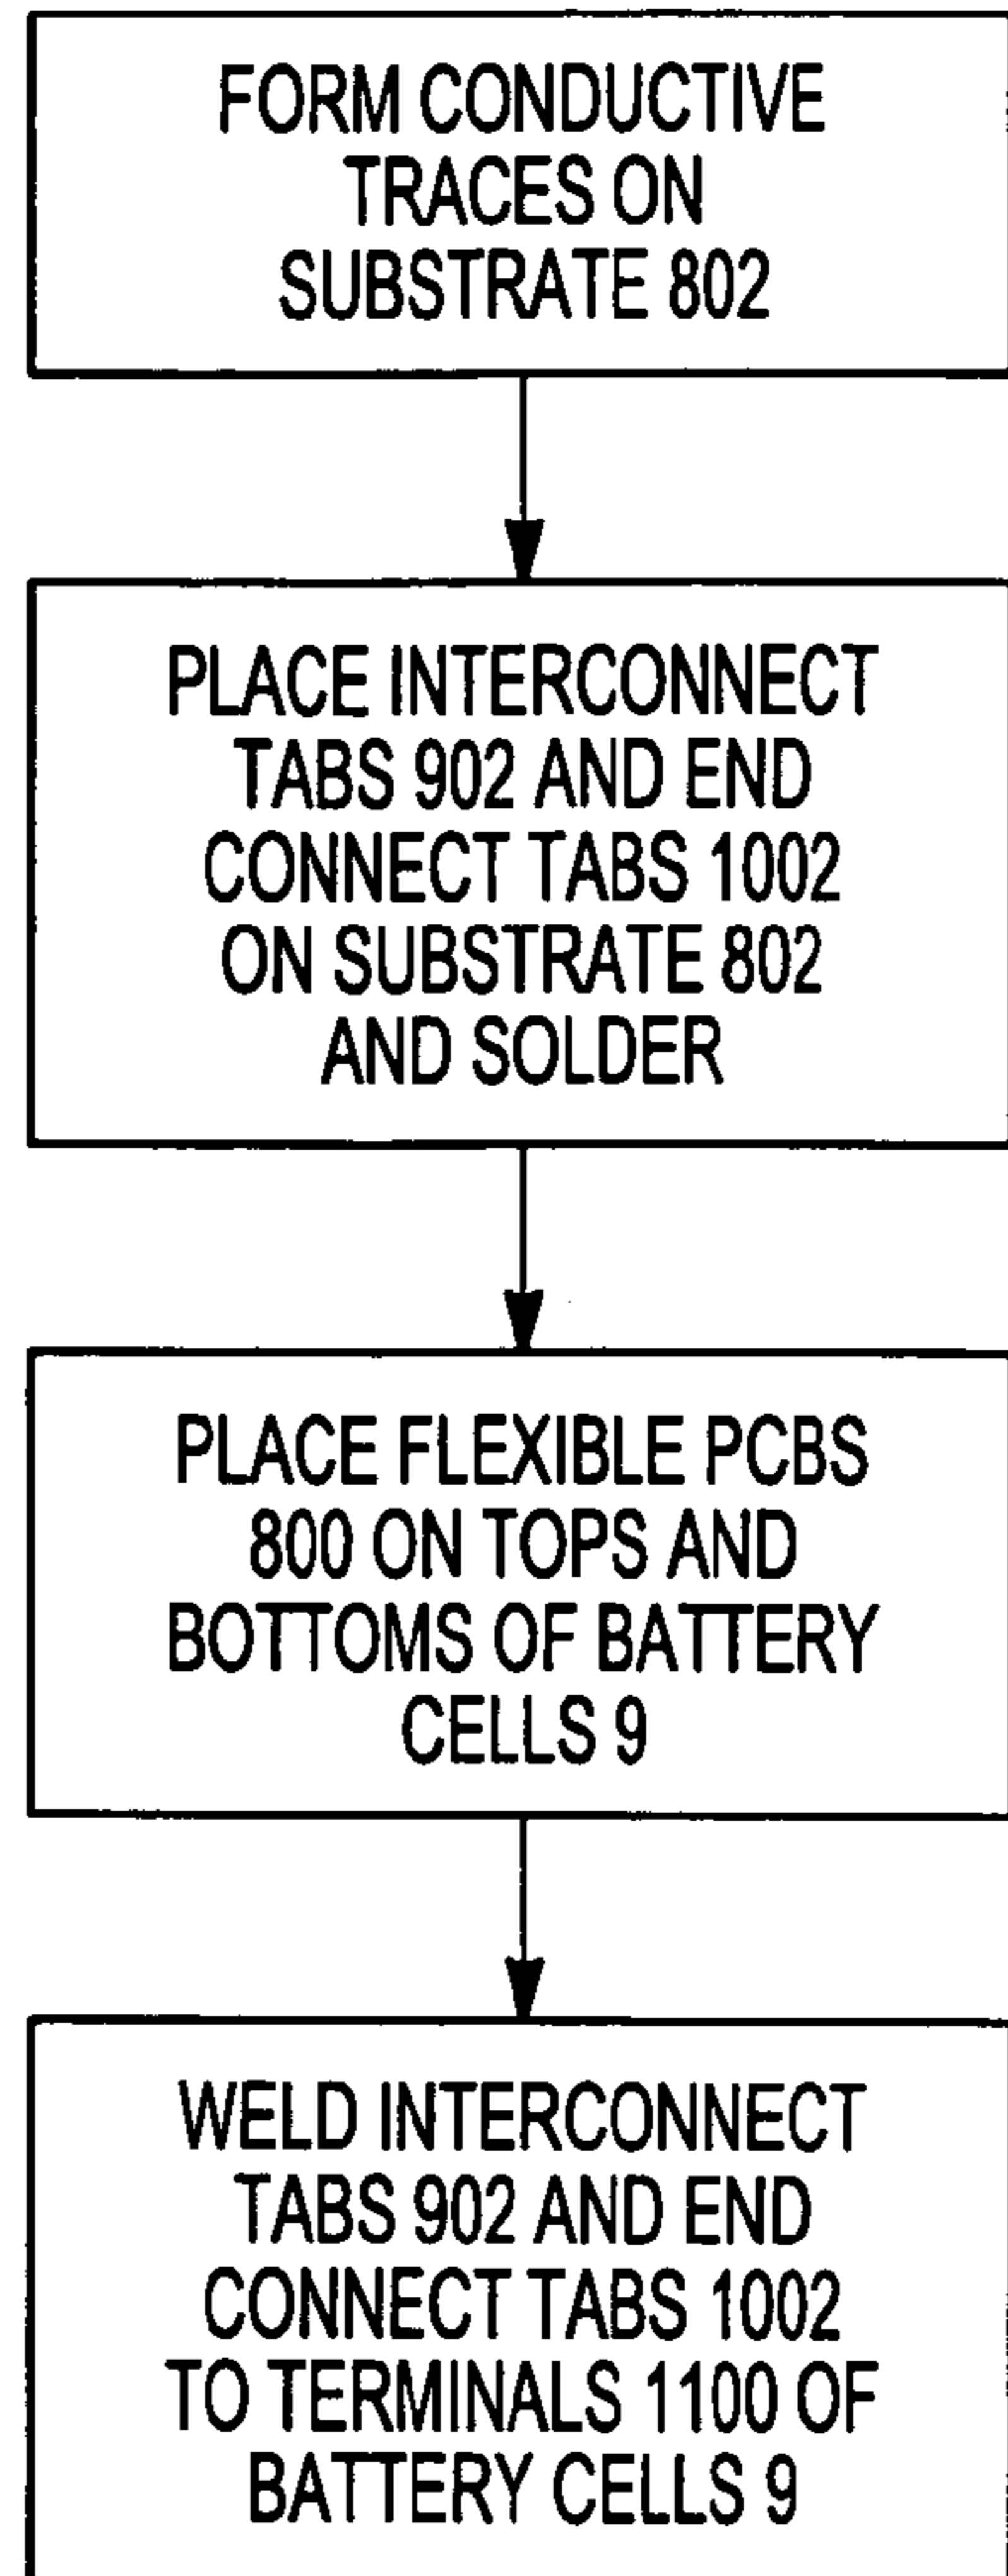 FORM CONDUCTIVE
TRACES ON
SUBSTRATE 802
PLACE INTERCONNECT
TABS 902 AND END
CONNECT TABS 1002
ON SUBSTRATE 802
AND SOLDER
PLACE FLEXIBLE PCBS
800 ON TOPS AND
BOTTOMS OF BATTERY
CELLS 9
WELD INTERCONNECT
TABS 902 AND END
CONNECT TABS 1002
TO TERMINALS 1100 OF
BATTERY CELLS 9